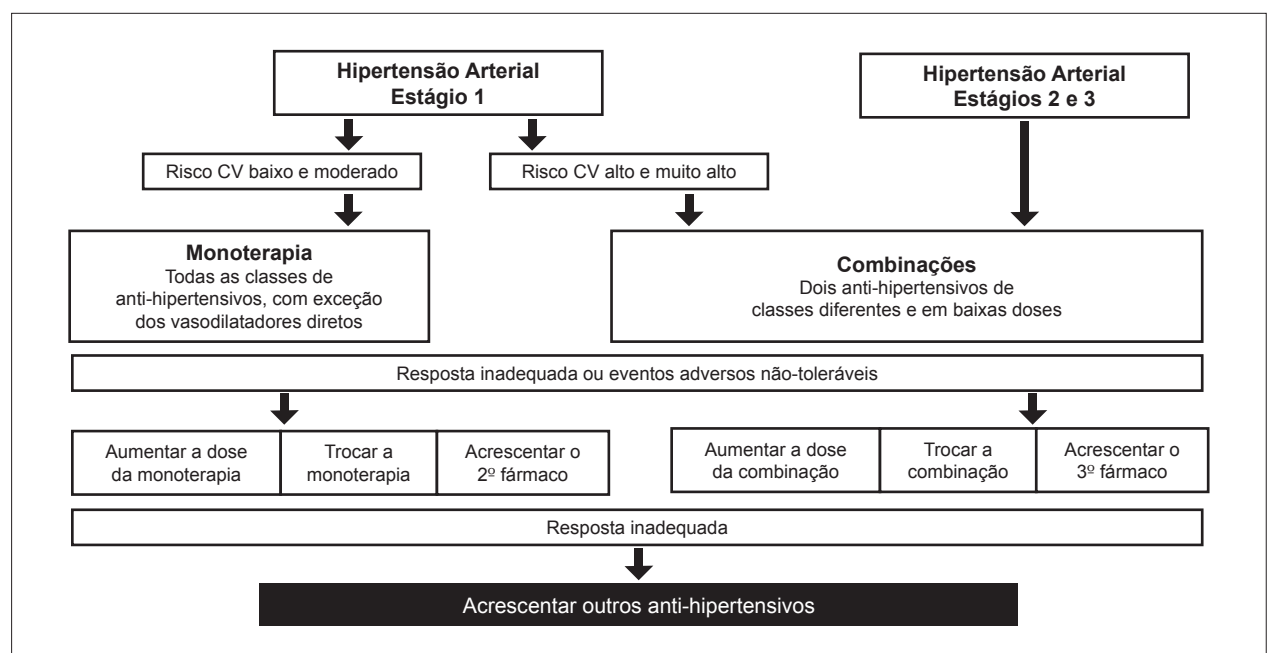 Hipertensão Arterial
Estágio 1
Hipertensão Arterial
Estágios 2 e 3
Risco CV baixo e moderado
Risco CV alto e muito alto
Monoterapia
Todas as classes de
anti-hipertensivos, com exceção
dos vasodilatadores diretos
Combinações
Dois anti-hipertensivos de
classes diferentes e em baixas doses
Resposta inadequada ou eventos adversos não-toleráveis
Aumentar a dose
da monoterapia
Trocar a
monoterapia
Acrescentar o
2º fármaco
Aumentar a dose
da combinação
Trocar a
combinação
Acrescentar o
3º fármaco
Resposta inadequada
Acrescentar outros anti-hipertensivos